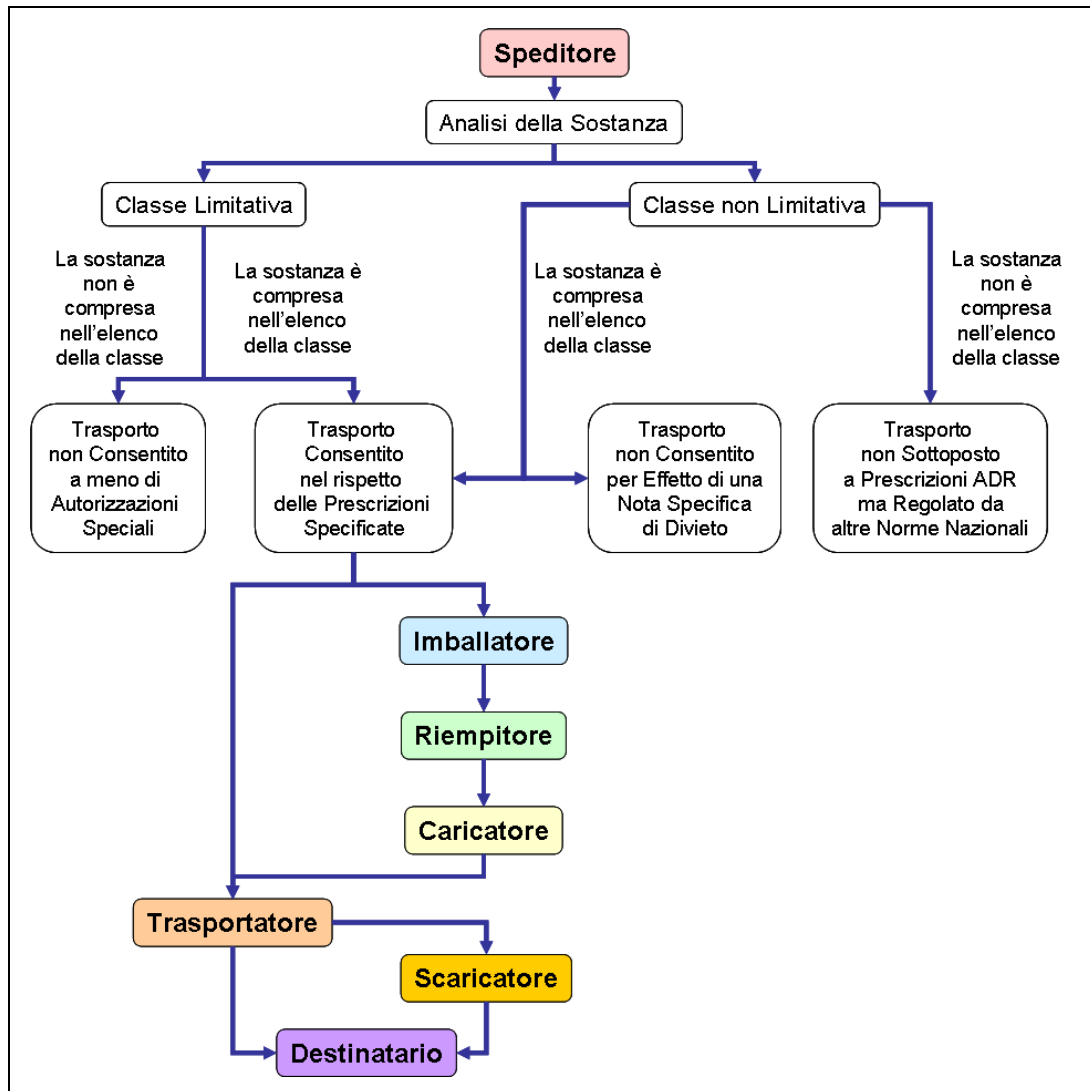 Speditore
Analisi della Sostanza
Classe Limitativa
Classe non Limitativa
La sostanza
non è
compresa
nell'elenco
della classe
La sostanza è
compresa
nell'elenco
della classe
La sostanza è
compresa
nell'elenco
della classe
La sostanza
non è
compresa
nell'elenco
della classe
Trasporto
non Consentito
a meno di
Autorizzazioni
Speciali
Trasporto
Consentito
nel rispetto
delle Prescrizioni
Specificate
Trasporto
non Consentito
per Effetto di una
Nota Specifica
di Divieto
Trasporto
non Sottoposto
a Prescrizioni ADR
ma Regolato da
altre Norme Nazionali
Imballatore
Riempitore
Caricatore
Trasportatore
Scaricatore
Destinatario